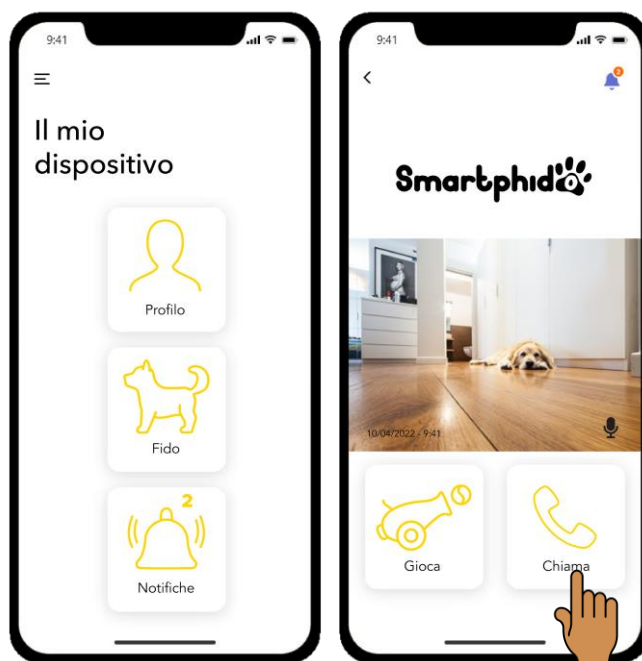 9:41
Il mio
dispositivo
Profilo
Fido
2
Notifiche
9:41
2
Smartphido
10/04/2022 - 9:41
Gioca
Chiama